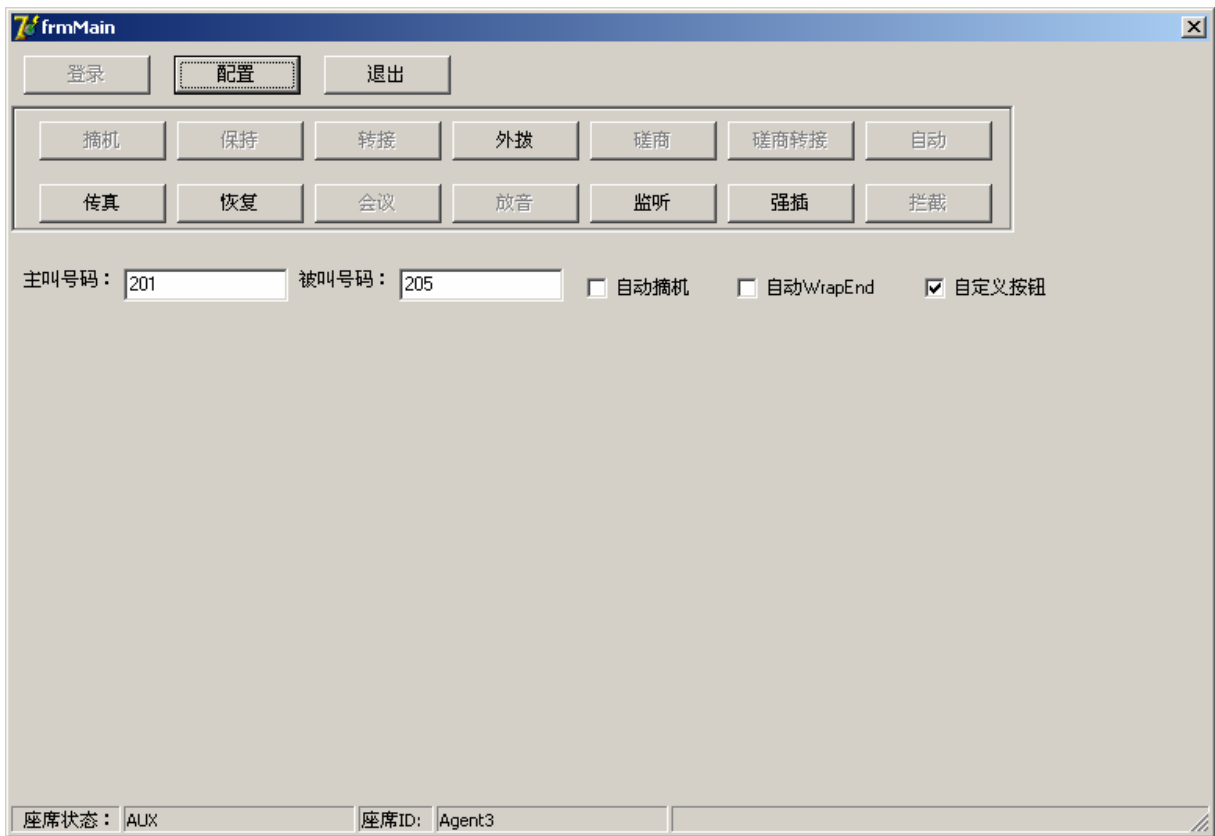 frmMain
登录 配置 退出
摘机 保持 转接 外拨 磋商 磋商转接 自动
传真 恢复 会议 放音 监听 强插 拦截
主叫号码： 201 被叫号码： 205 自动摘机 自动WrapEnd 自定义按钮
座席状态： AUX 座席ID: Agent3